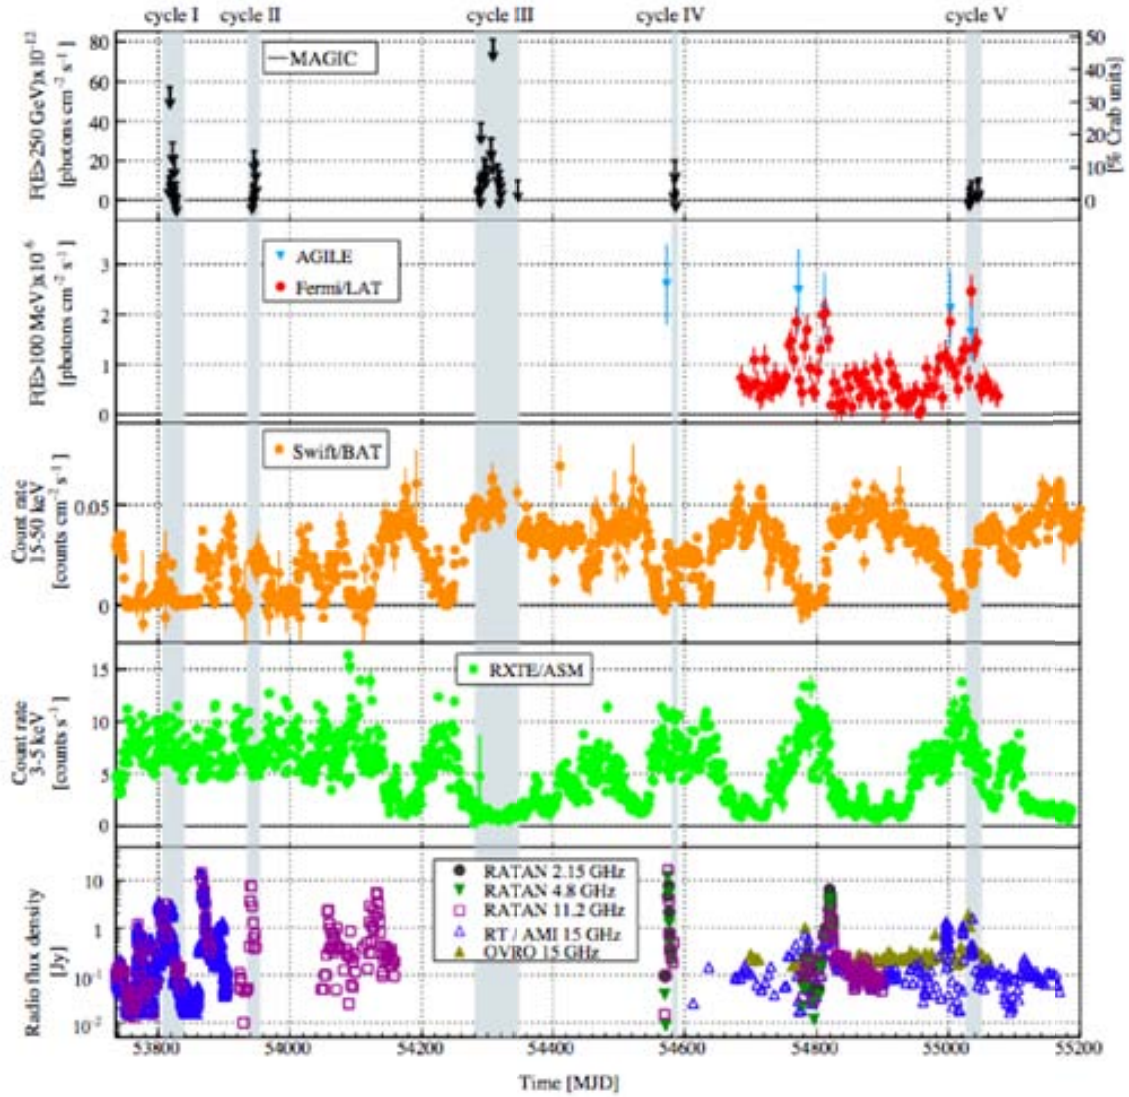 cycle I cycle II cycle III cycle IV cycle V
F(E>250 GeV)x10⁻¹²
[photons cm⁻² s⁻¹]
80
60
40
20
0
MAGIC
50
40
30
20
10
0
[% Crab units]
F(E>100 MeV)x10⁻⁶
[photons cm⁻² s⁻¹]
3
2
1
0
AGILE
Fermi/LAT
Count rate
15-50 keV
[counts cm⁻² s⁻¹]
0.05
0
Swift/BAT
Count rate
3-5 keV
[counts s⁻¹]
15
10
5
0
RXTE/ASM
Radio flux density
[Jy]
10
1
10⁻¹
10⁻²
RATAN 2.15 GHz
RATAN 4.8 GHz
RATAN 11.2 GHz
RT / AMI 15 GHz
OVRO 15 GHz
53800 54000 54200 54400 54600 54800 55000 55200
Time [MJD]